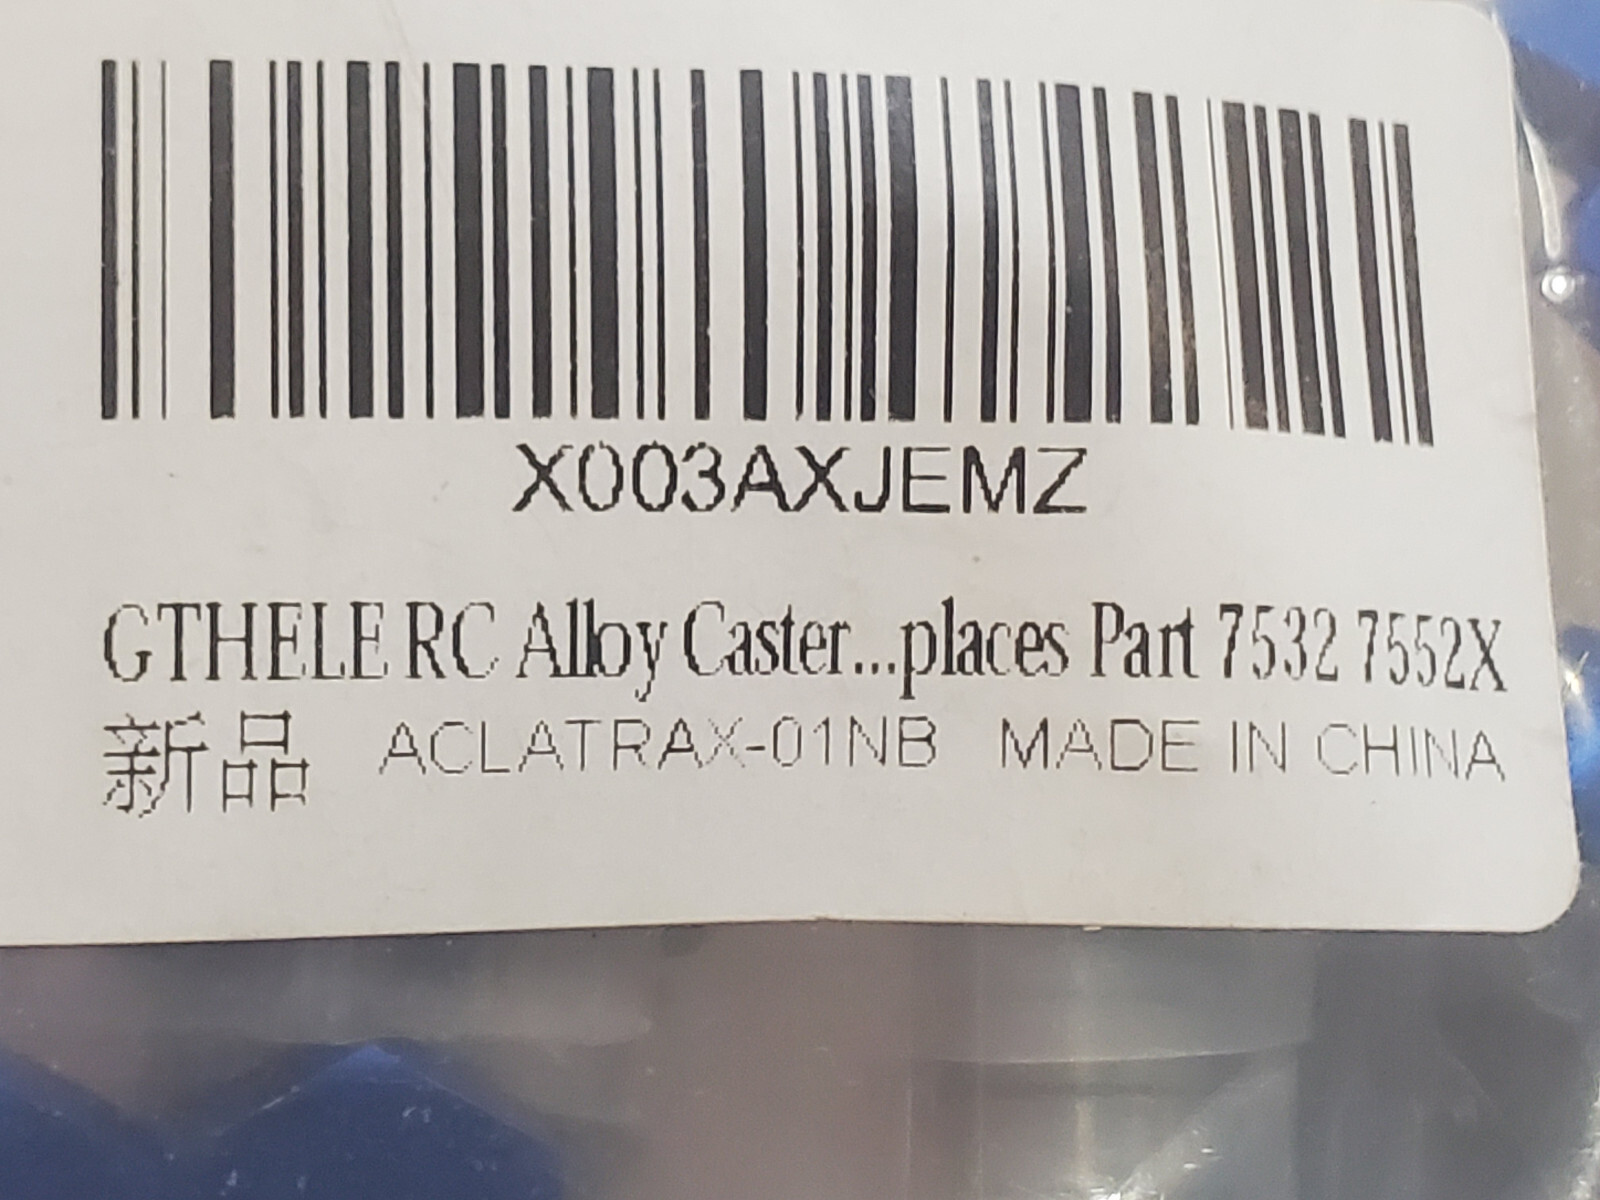 X003AXJEMZ
GTHELE RC Alloy Caster...places Part 7532 7552X
新品 ACLATRAX-01NB MADE IN CHINA